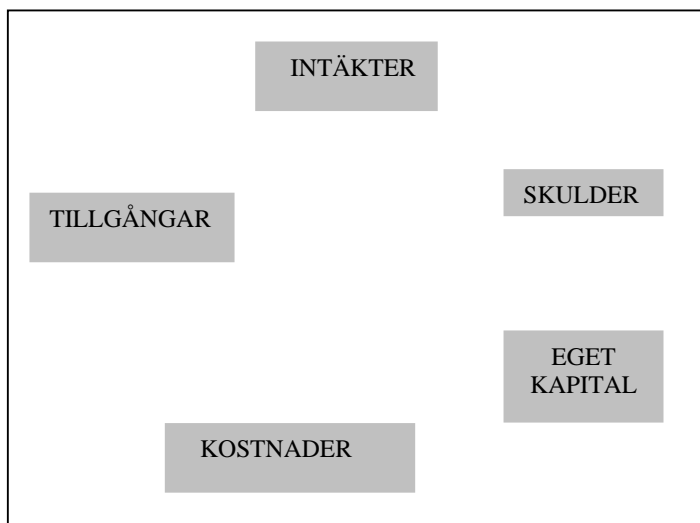 INTÄKTER
SKULDER
TILLGÅNGAR
EGET
KAPITAL
KOSTNADER